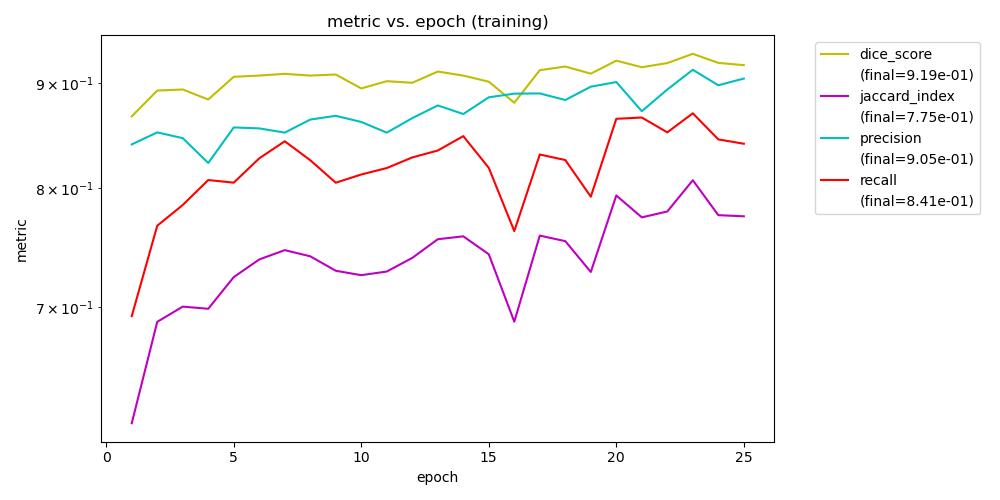 metric vs. epoch (training)
metric
9 × 10⁻¹
8 × 10⁻¹
7 × 10⁻¹
0 5 10 15 20 25
epoch
dice_score
(final=9.19e-01)
jaccard_index
(final=7.75e-01)
precision
(final=9.05e-01)
recall
(final=8.41e-01)